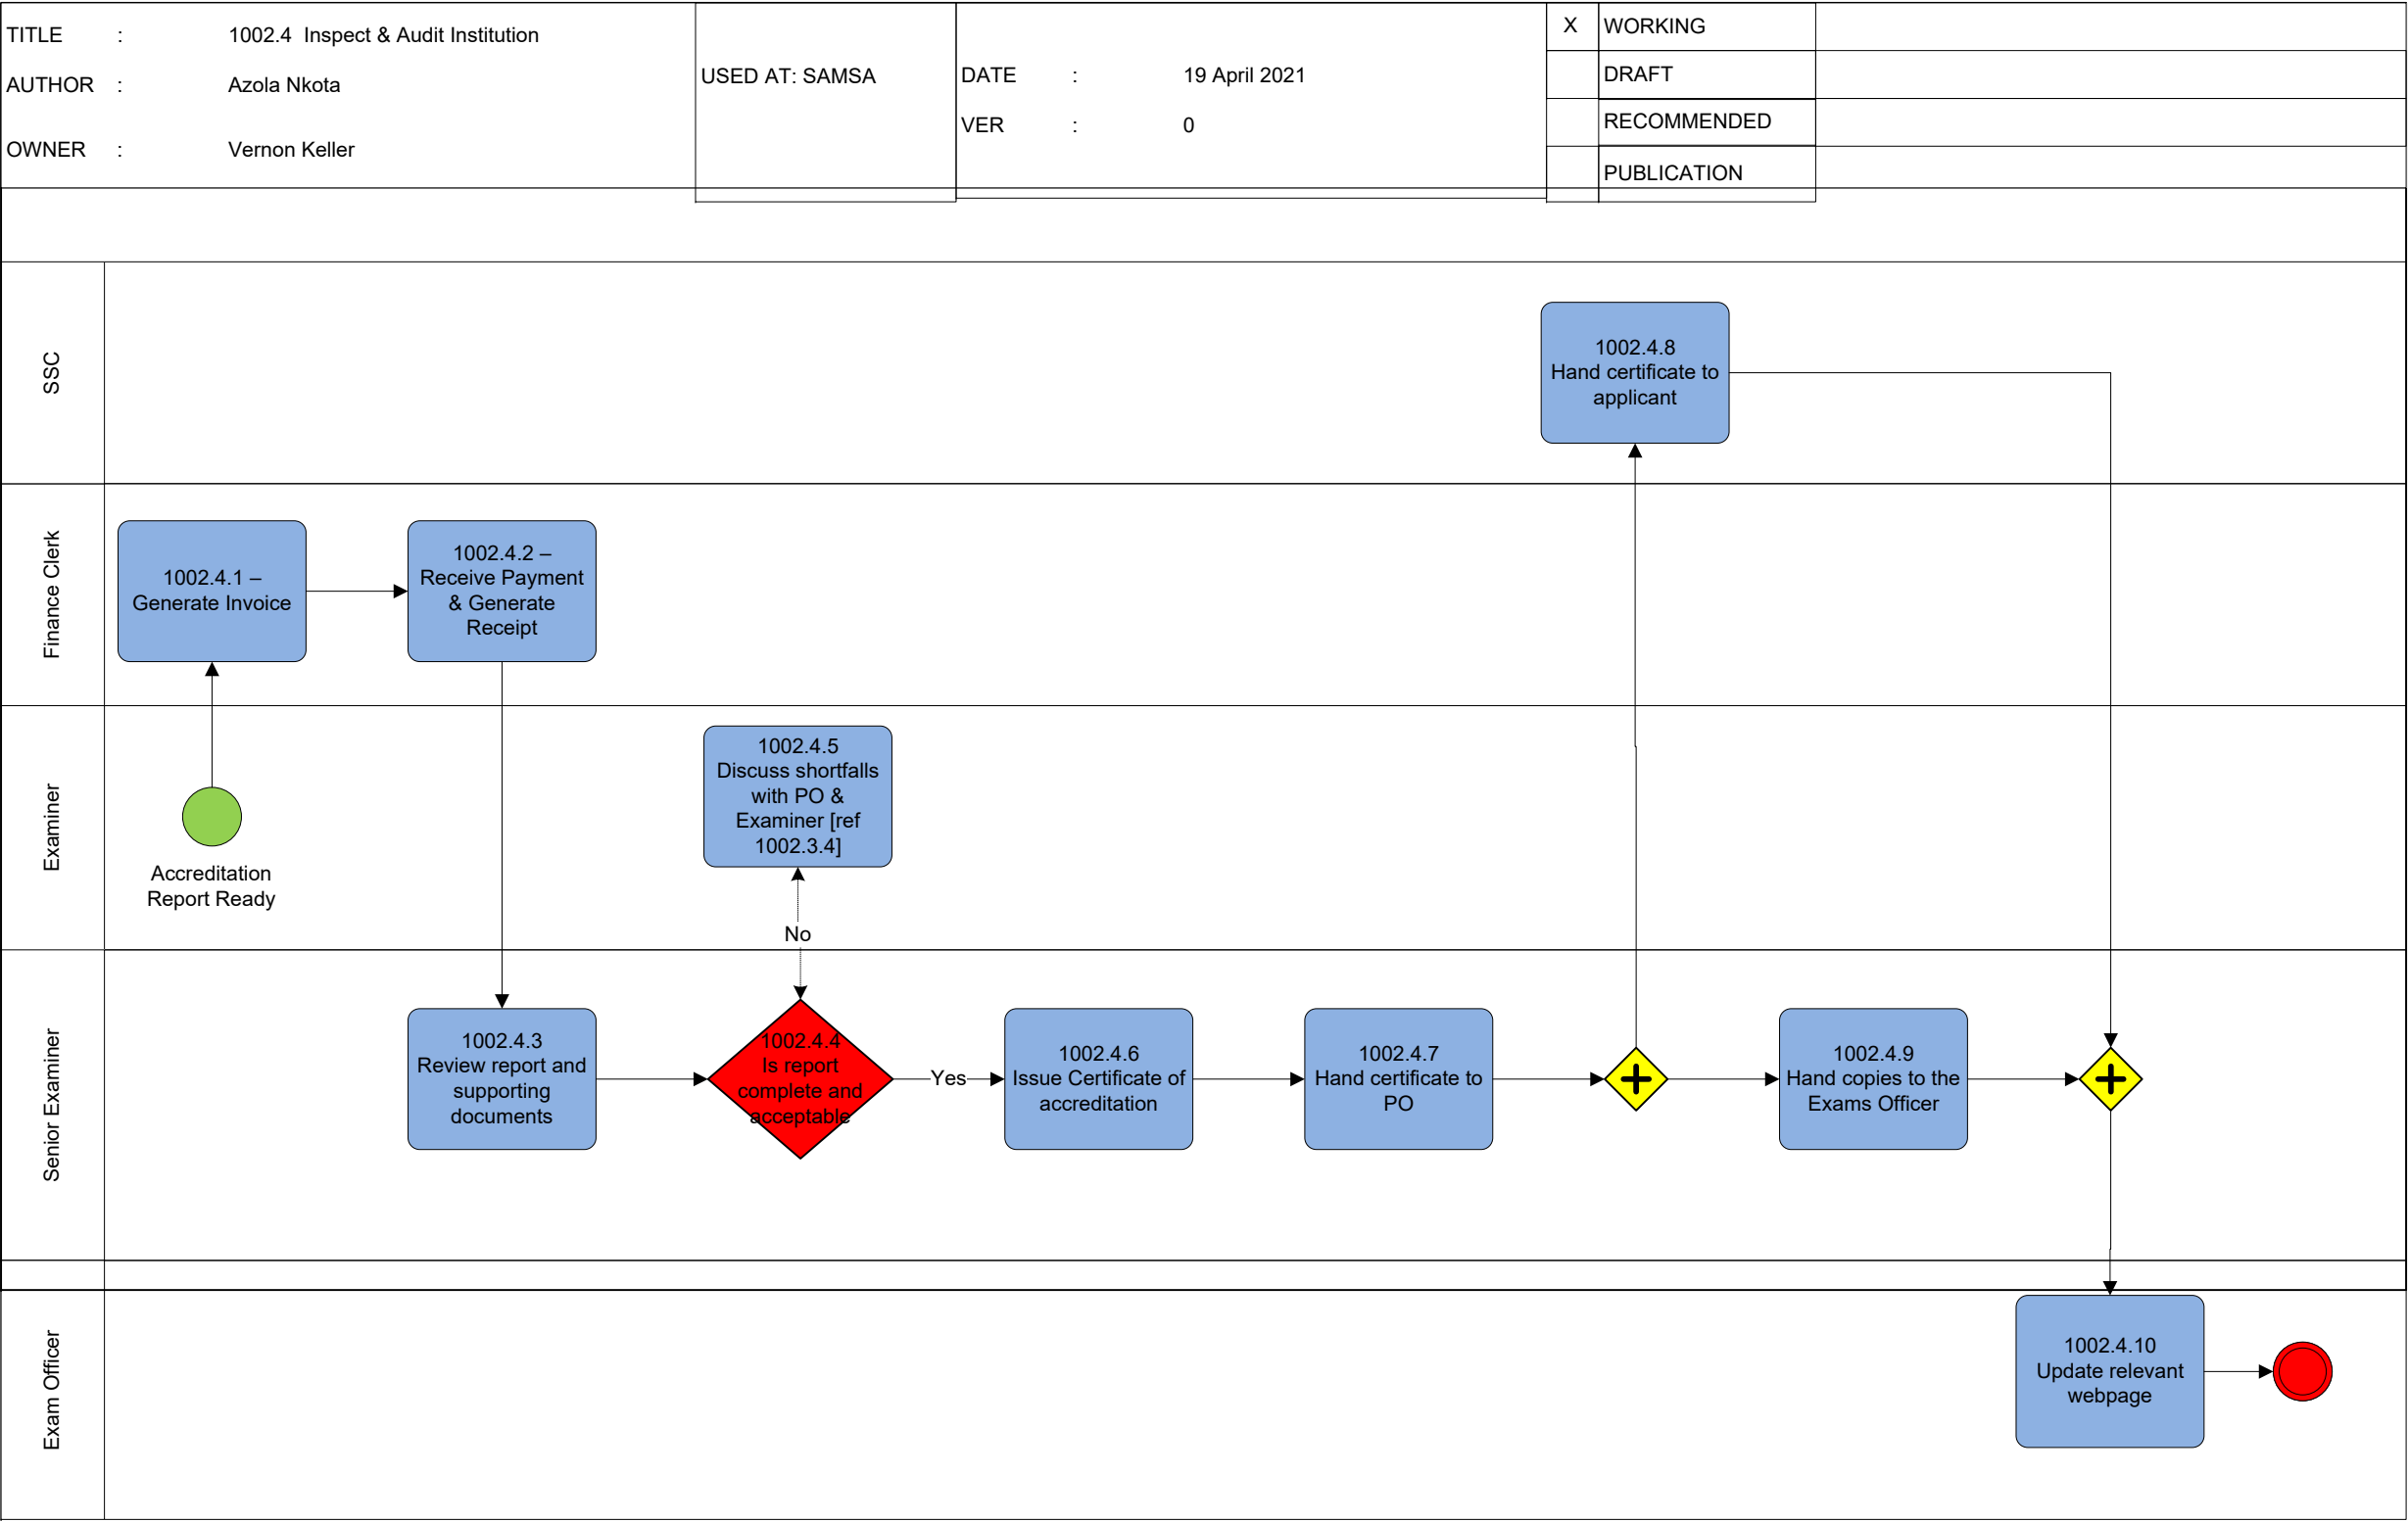 TITLE : 1002.4 Inspect & Audit Institution
AUTHOR : Azola Nkota
OWNER : Vernon Keller
USED AT: SAMSA
DATE : 19 April 2021
VER : 0
X WORKING
DRAFT
RECOMMENDED
PUBLICATION
SSC
1002.4.8
Hand certificate to
applicant
Finance Clerk
1002.4.1 –
Generate Invoice
1002.4.2 –
Receive Payment
& Generate
Receipt
Examiner
Accreditation
Report Ready
1002.4.5
Discuss shortfalls
with PO &
Examiner [ref
1002.3.4]
No
Senior Examiner
1002.4.3
Review report and
supporting
documents
1002.4.4
Is report
complete and
acceptable
Yes
1002.4.6
Issue Certificate of
accreditation
1002.4.7
Hand certificate to
PO
1002.4.9
Hand copies to the
Exams Officer
Exam Officer
1002.4.10
Update relevant
webpage